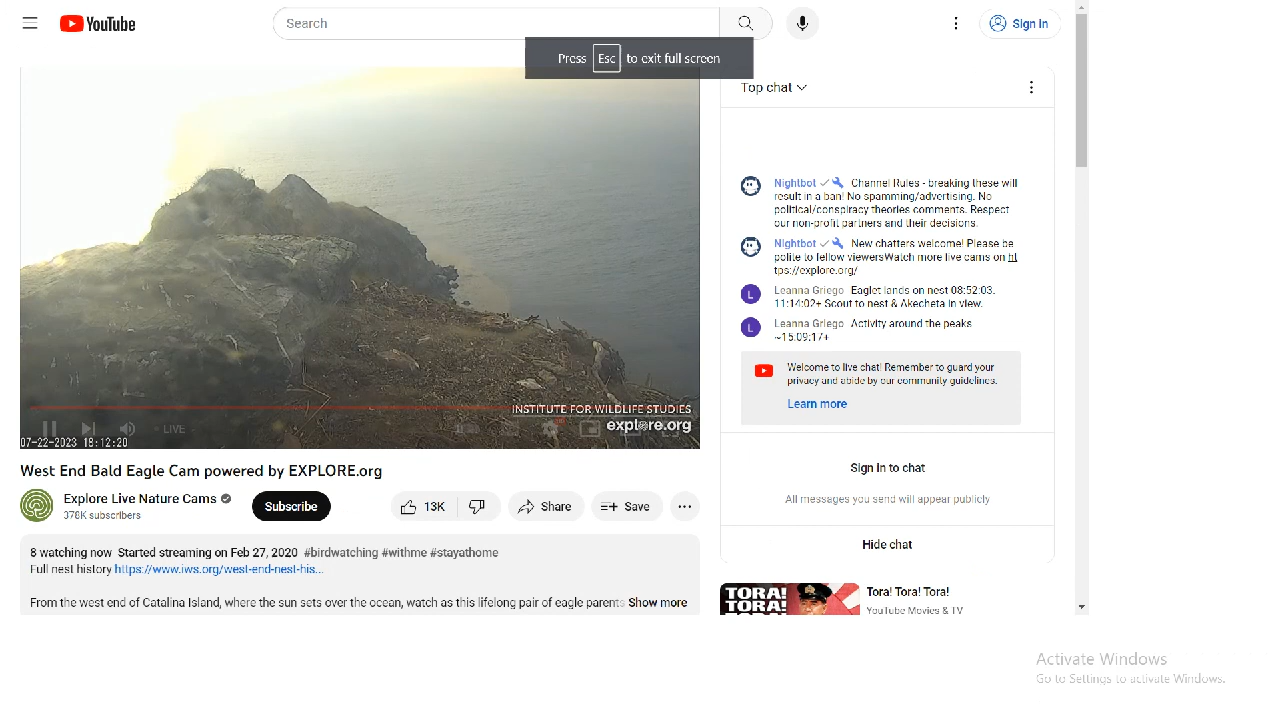 YouTube
Search
Sign in
Press Esc to exit full screen
Top chat
Nightbot Channel Rules - breaking these will
result in a ban! No spamming/advertising. No
political/conspiracy theories comments. Respect
our non-profit partners and their decisions.
Nightbot New chatters welcome! Please be
polite to fellow viewersWatch more live cams on ht
tps://explore.org/
Leanna Griego Eaglet lands on nest 08:52:03.
11:14:02+ Scout to nest & Akecheta in view.
Leanna Griego Activity around the peaks
~15:09:17+
Welcome to live chat! Remember to guard your
privacy and abide by our community guidelines.
Learn more
Sign in to chat
All messages you send will appear publicly
Hide chat
INSTITUTE FOR WILDLIFE STUDIES
explore.org
LIVE
07-22-2023 18:12:20
West End Bald Eagle Cam powered by EXPLORE.org
Explore Live Nature Cams
378K subscribers
Subscribe
13K
Share
Save
8 watching now Started streaming on Feb 27, 2020 #birdwatching #withme #stayathome
Full nest history https://www.iws.org/west-end-nest-his...
From the west end of Catalina Island, where the sun sets over the ocean, watch as this lifelong pair of eagle parents Show more
TORA!
TORA!
Tora! Tora! Tora!
YouTube Movies & TV
Activate Windows
Go to Settings to activate Windows.